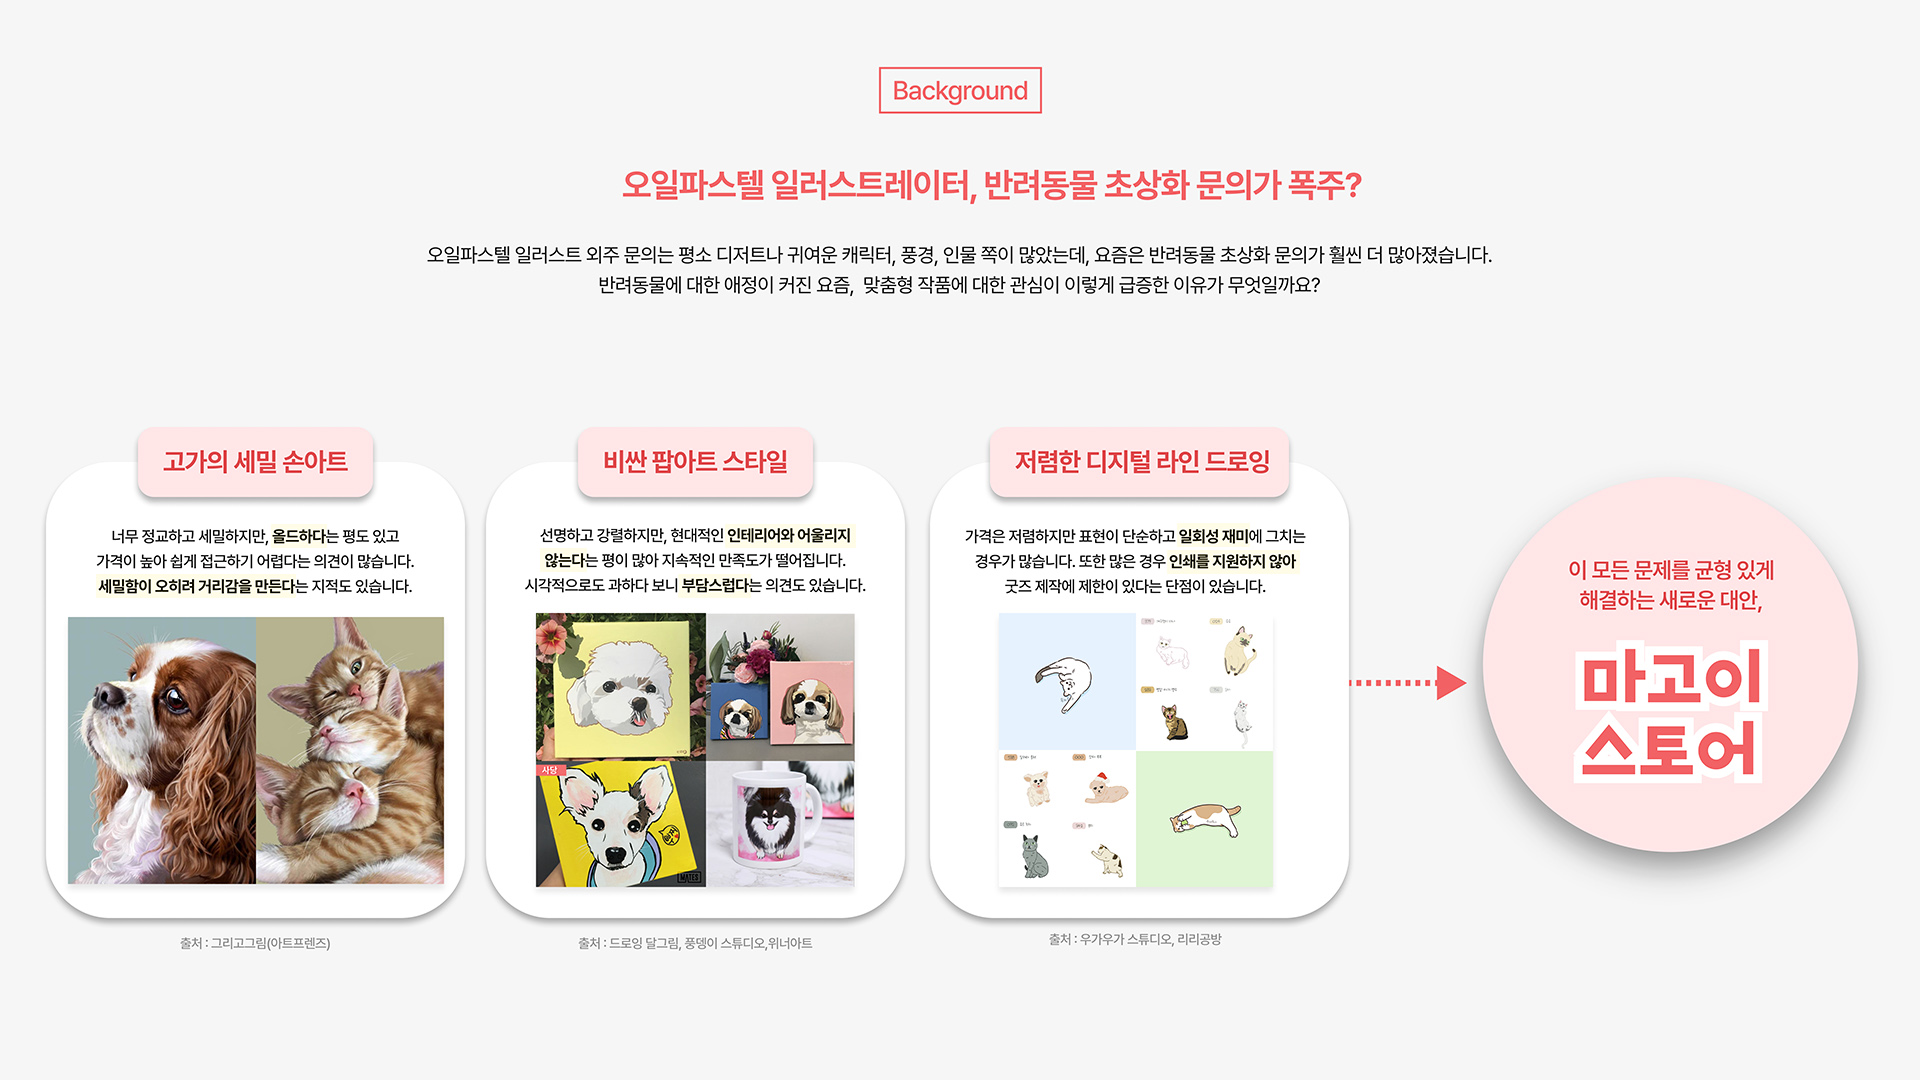 Background
오일파스텔 일러스트레이터, 반려동물 초상화 문의가 폭주?
오일파스텔 일러스트 외주 문의는 평소 디저트나 귀여운 캐릭터, 풍경, 인물 쪽이 많았는데, 요즘은 반려동물 초상화 문의가 훨씬 더 많아졌습니다.
반려동물에 대한 애정이 커진 요즘, 맞춤형 작품에 대한 관심이 이렇게 급증한 이유가 무엇일까요?
고가의 세밀 손아트
너무 정교하고 세밀하지만, 올드하다는 평도 있고
가격이 높아 쉽게 접근하기 어렵다는 의견이 많습니다.
세밀함이 오히려 거리감을 만든다는 지적도 있습니다.
출처 : 그리고그림(아트프렌즈)
비싼 팝아트 스타일
선명하고 강렬하지만, 현대적인 인테리어와 어울리지
않는다는 평이 많아 지속적인 만족도가 떨어집니다.
시각적으로도 과하다 보니 부담스럽다는 의견도 있습니다.
사당
MATES
출처 : 드로잉 달그림, 풍뎅이 스튜디오,위너아트
저렴한 디지털 라인 드로잉
가격은 저렴하지만 표현이 단순하고 일회성 재미에 그치는
경우가 많습니다. 또한 많은 경우 인쇄를 지원하지 않아
굿즈 제작에 제한이 있다는 단점이 있습니다.
출처 : 우가우가 스튜디오, 리리공방
이 모든 문제를 균형 있게
해결하는 새로운 대안,
마고이
스토어